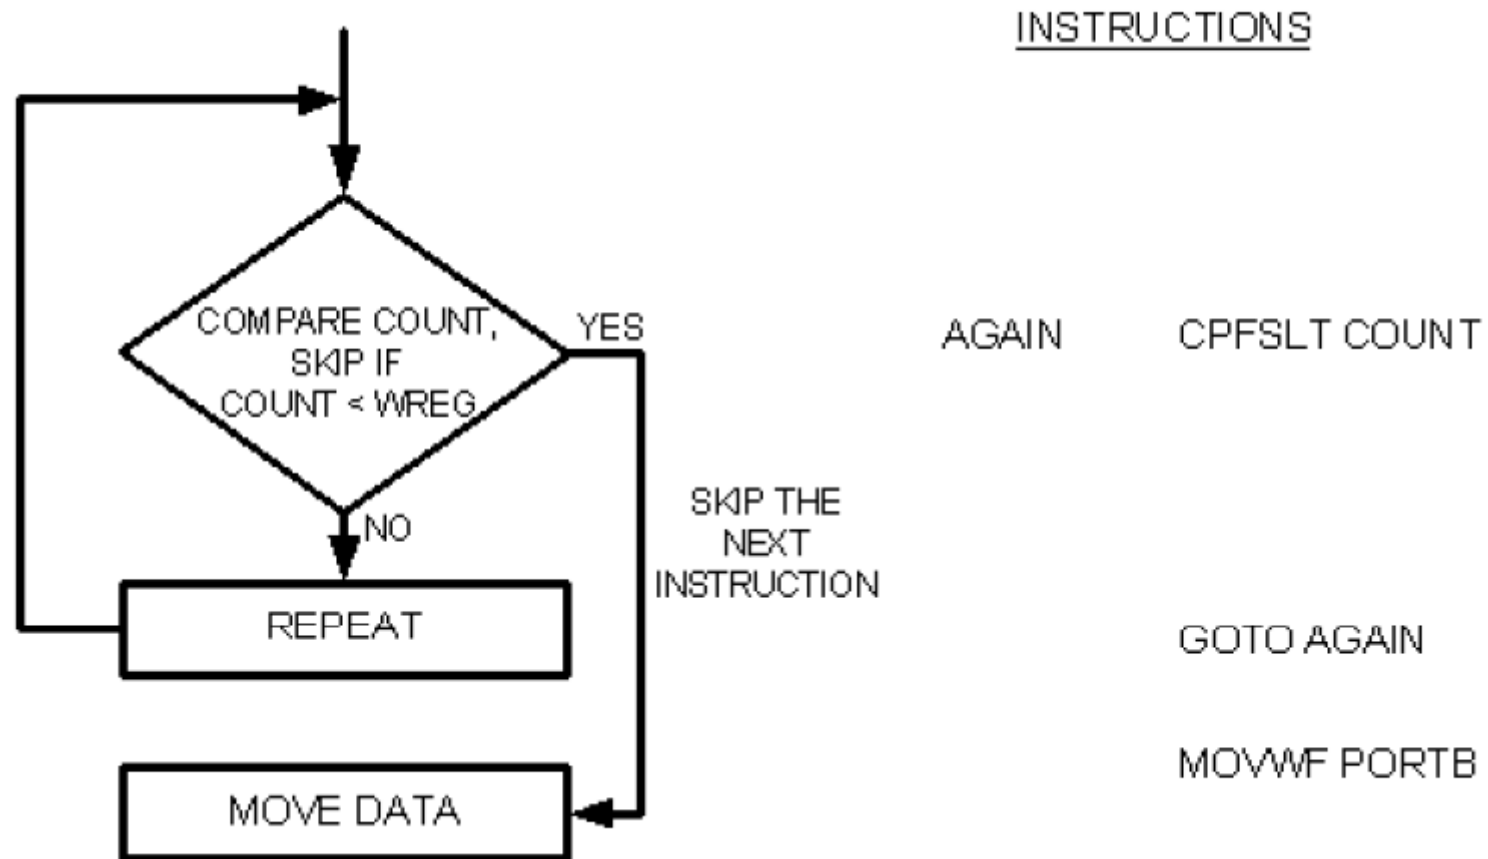 INSTRUCTIONS
COMPARE COUNT,
SKIP IF
COUNT < WREG
YES
AGAIN CPFSLT COUNT
SKIP THE
NEXT
INSTRUCTION
NO
REPEAT
GOTO AGAIN
MOVE DATA
MOVWF PORTB